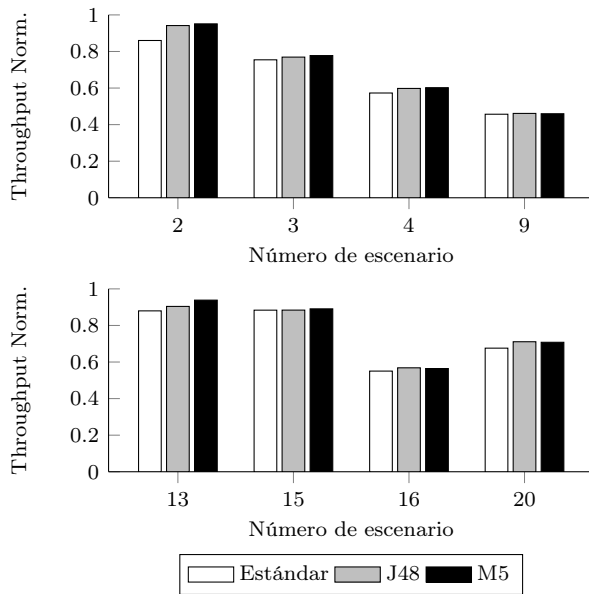 Throughput Norm.
1
0.8
0.6
0.4
0.2
0
2 3 4 9
Número de escenario
Throughput Norm.
1
0.8
0.6
0.4
0.2
0
13 15 16 20
Número de escenario
Estándar J48 M5